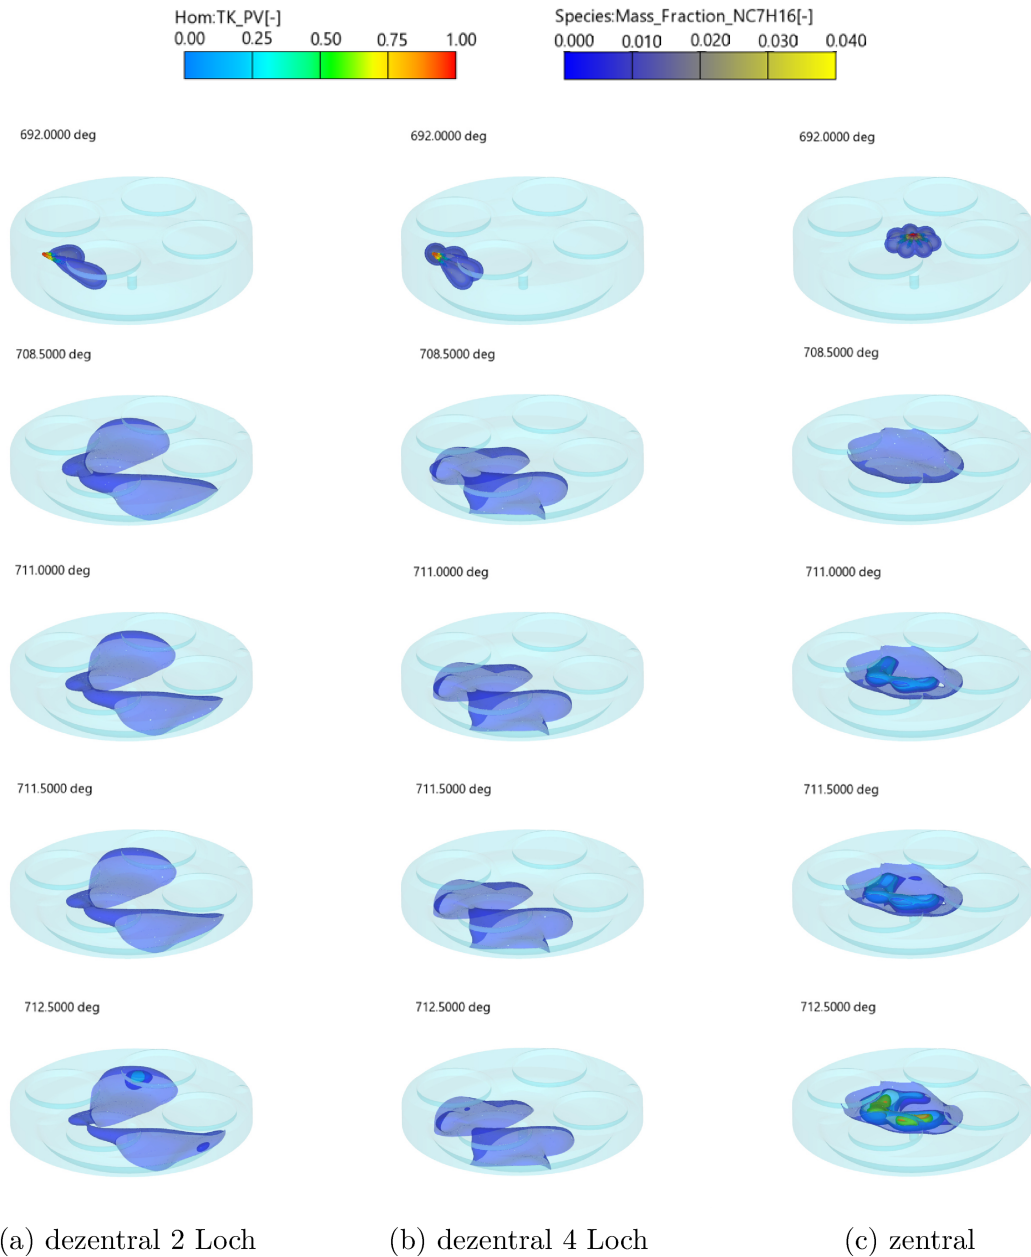 Hom:TK_PV[-]
0.00 0.25 0.50 0.75 1.00
Species:Mass_Fraction_NC7H16[-]
0.000 0.010 0.020 0.030 0.040
692.0000 deg 692.0000 deg 692.0000 deg
708.5000 deg 708.5000 deg 708.5000 deg
711.0000 deg 711.0000 deg 711.0000 deg
711.5000 deg 711.5000 deg 711.5000 deg
712.5000 deg 712.5000 deg 712.5000 deg
(a) dezentral 2 Loch (b) dezentral 4 Loch (c) zentral